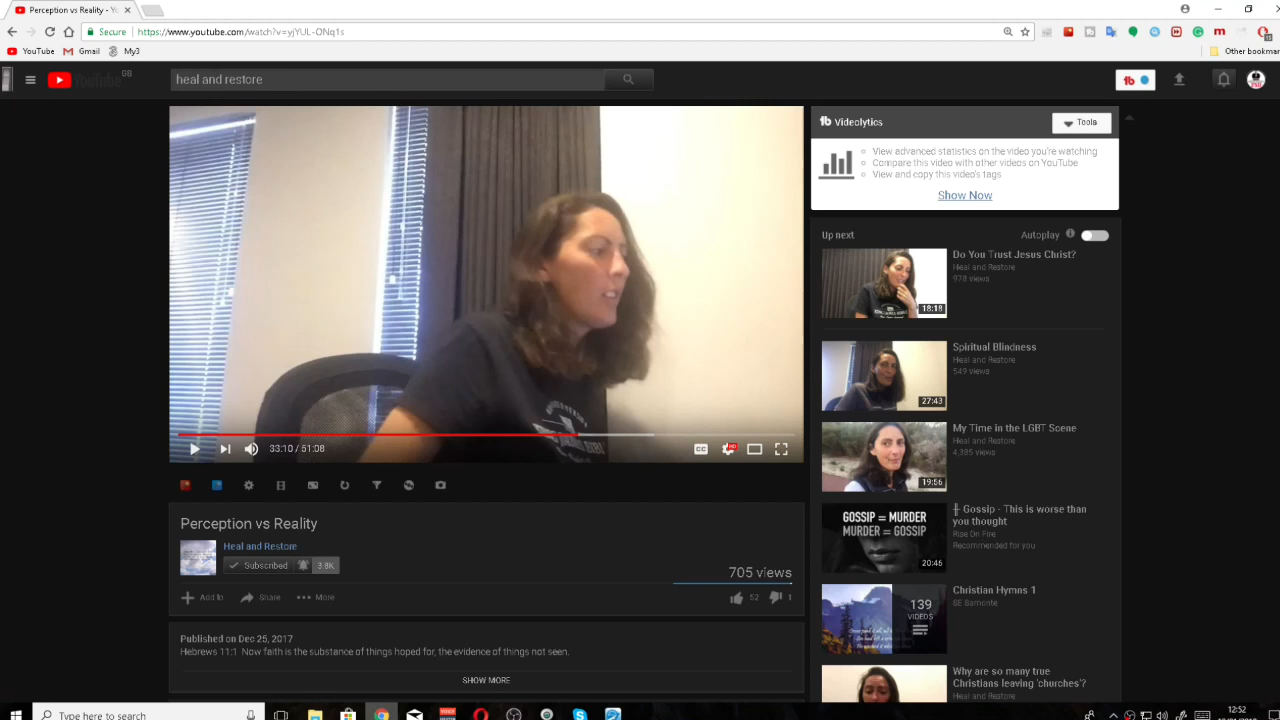 Perception vs Reality - Yo
Secure
https://www.youtube.com/watch?v=yjYUL-ONq1s
YouTube
Gmail
My3
Other bookmar
YouTube GB
heal and restore
tb
tb Videolytics
Tools
View advanced statistics on the video you're watching
Compare this video with other videos on YouTube
View and copy this video's tags
Show Now
Up next
Autoplay
Do You Trust Jesus Christ?
Heal and Restore
978 views
18:18
Spiritual Blindness
Heal and Restore
549 views
27:43
My Time in the LGBT Scene
Heal and Restore
4,385 views
19:56
GOSSIP = MURDER
MURDER = GOSSIP
20:46
╬ Gossip - This is worse than
you thought
Rise On Fire
Recommended for you
139
VIDEOS
Christian Hymns 1
SE Samonte
Why are so many true
Christians leaving 'churches'?
Heal and Restore
33:10 / 51:08
CC
HD
Perception vs Reality
Heal and Restore
Subscribed
3.8K
705 views
Add to
Share
More
52
1
Published on Dec 25, 2017
Hebrews 11:1 Now faith is the substance of things hoped for, the evidence of things not seen.
SHOW MORE
Type here to search
12:52